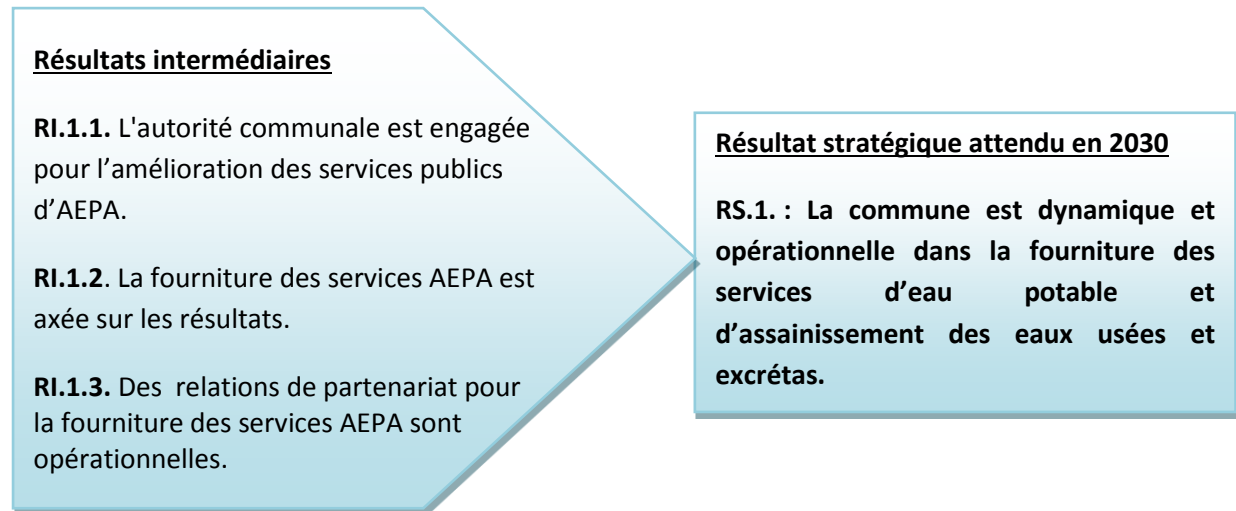 Résultats intermédiaires
RI.1.1. L'autorité communale est engagée
pour l’amélioration des services publics
d’AEPA.
RI.1.2. La fourniture des services AEPA est
axée sur les résultats.
RI.1.3. Des relations de partenariat pour
la fourniture des services AEPA sont
opérationnelles.
Résultat stratégique attendu en 2030
RS.1. : La commune est dynamique et
opérationnelle dans la fourniture des
services d’eau potable et
d’assainissement des eaux usées et
excrétas.